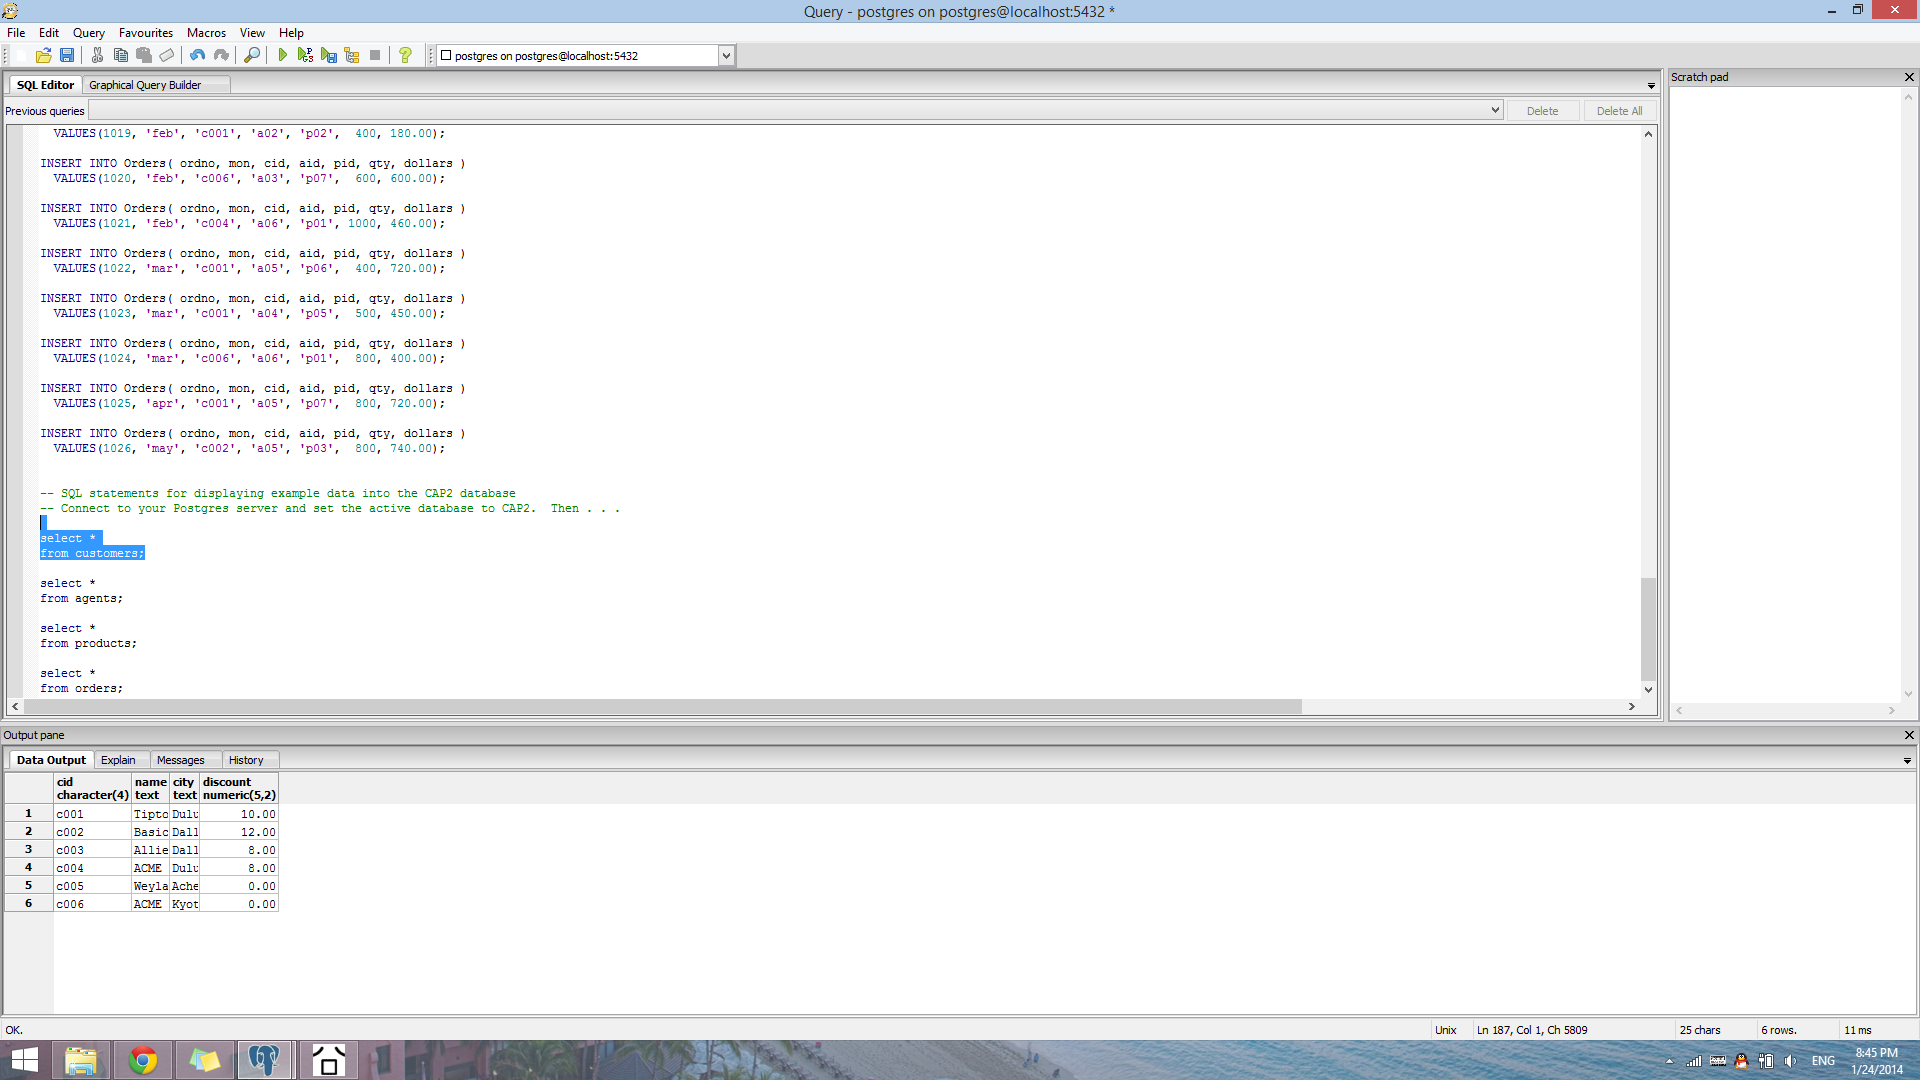 Query - postgres on postgres@localhost:5432 *
File Edit Query Favourites Macros View Help
postgres on postgres@localhost:5432
SQL Editor Graphical Query Builder
Scratch pad
Previous queries Delete Delete All
VALUES(1019, 'feb', 'c001', 'a02', 'p02', 400, 180.00);
INSERT INTO Orders( ordno, mon, cid, aid, pid, qty, dollars )
VALUES(1020, 'feb', 'c006', 'a03', 'p07', 600, 600.00);
INSERT INTO Orders( ordno, mon, cid, aid, pid, qty, dollars )
VALUES(1021, 'feb', 'c004', 'a06', 'p01', 1000, 460.00);
INSERT INTO Orders( ordno, mon, cid, aid, pid, qty, dollars )
VALUES(1022, 'mar', 'c001', 'a05', 'p06', 400, 720.00);
INSERT INTO Orders( ordno, mon, cid, aid, pid, qty, dollars )
VALUES(1023, 'mar', 'c001', 'a04', 'p05', 500, 450.00);
INSERT INTO Orders( ordno, mon, cid, aid, pid, qty, dollars )
VALUES(1024, 'mar', 'c006', 'a06', 'p01', 800, 400.00);
INSERT INTO Orders( ordno, mon, cid, aid, pid, qty, dollars )
VALUES(1025, 'apr', 'c001', 'a05', 'p07', 800, 720.00);
INSERT INTO Orders( ordno, mon, cid, aid, pid, qty, dollars )
VALUES(1026, 'may', 'c002', 'a05', 'p03', 800, 740.00);
-- SQL statements for displaying example data into the CAP2 database
-- Connect to your Postgres server and set the active database to CAP2. Then . . .
select *
from customers;
select *
from agents;
select *
from products;
select *
from orders;
Output pane
Data Output Explain Messages History
cid name city discount
character(4) text text numeric(5,2)
1 c001 Tipto Dulu 10.00
2 c002 Basic Dall 12.00
3 c003 Allie Dall 8.00
4 c004 ACME Dulu 8.00
5 c005 Weyla Ache 0.00
6 c006 ACME Kyot 0.00
OK. Unix Ln 187, Col 1, Ch 5809 25 chars 6 rows. 11 ms
ENG 8:45 PM
1/24/2014